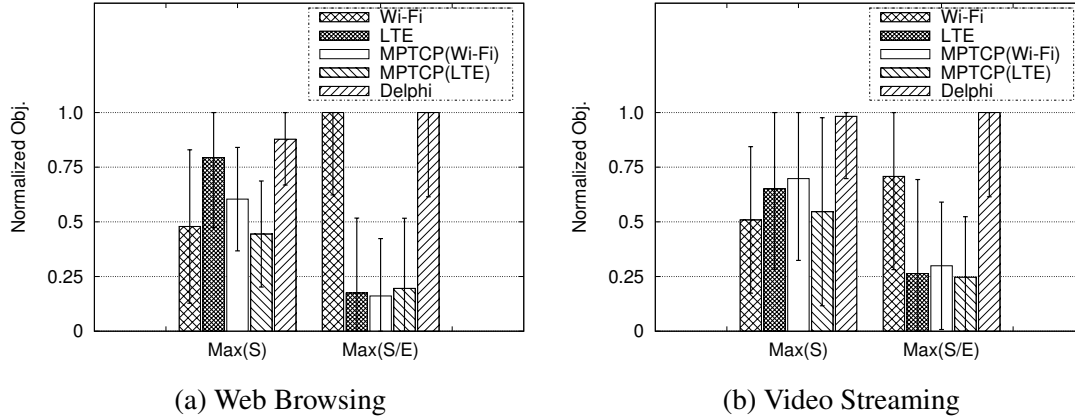 Wi-Fi
LTE
MPTCP(Wi-Fi)
MPTCP(LTE)
Delphi
Normalized Obj.
1.0
0.75
0.5
0.25
0
Max(S) Max(S/E)
(a) Web Browsing
Wi-Fi
LTE
MPTCP(Wi-Fi)
MPTCP(LTE)
Delphi
Normalized Obj.
1.0
0.75
0.5
0.25
0
Max(S) Max(S/E)
(b) Video Streaming